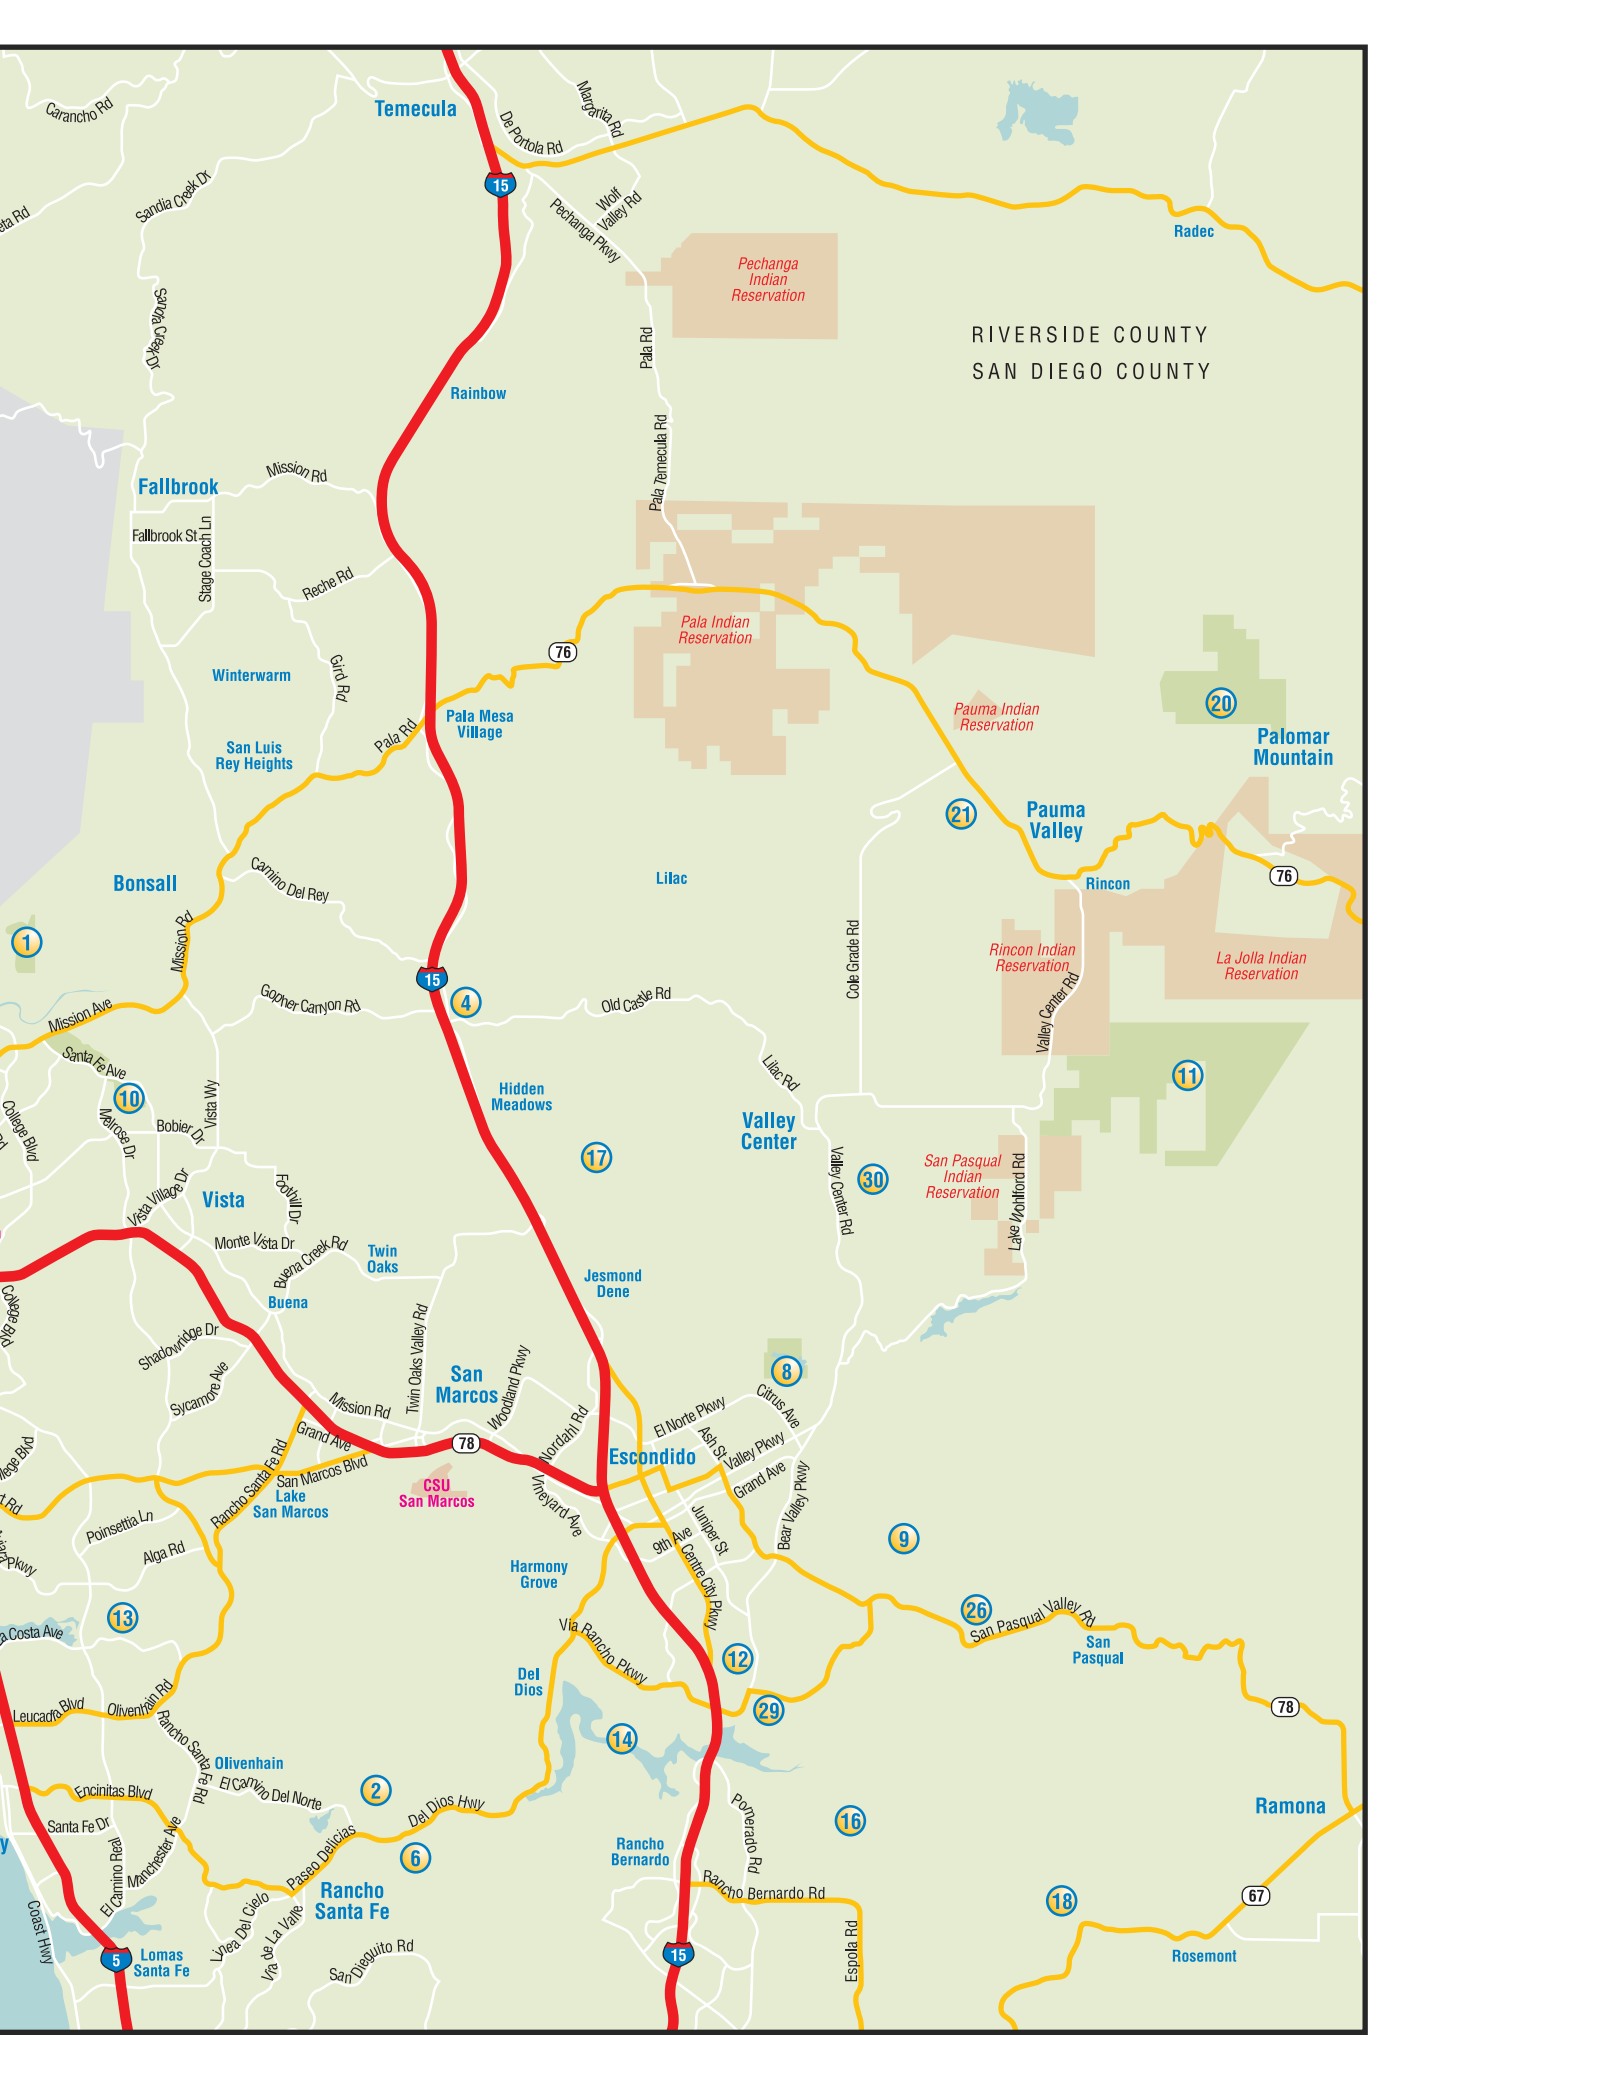 Temecula
Carancho Rd
De Portola Rd
Margarita Rd
15
Sandia Creek Dr
Wolf
Valley Rd
Pechanga Pkwy
eta Rd
Radec
Pechanga
Indian
Reservation
RIVERSIDE COUNTY
SAN DIEGO COUNTY
Sandia Creek Dr
Pala Rd
Rainbow
Pala Temecula Rd
Mission Rd
Fallbrook
Fallbrook St
Stage Coach Ln
Reche Rd
Pala Indian
Reservation
76
Gird Rd
Winterwarm
Pala Mesa
Village
Pala Rd
San Luis
Rey Heights
Pauma Indian
Reservation
20
Palomar
Mountain
21
Pauma
Valley
Rincon
76
Camino Del Rey
Bonsall
Lilac
1
Mission Rd
Cole Grade Rd
Rincon Indian
Reservation
La Jolla Indian
Reservation
15
4
Gopher Canyon Rd
Old Castle Rd
Mission Ave
Valley Center Rd
Santa Fe Ave
10
Lilac Rd
11
Vista Wy
Hidden
Meadows
College Blvd
Rd
Melrose Dr
Bobier Dr
Valley
Center
17
30
Valley Center Rd
San Pasqual
Indian
Reservation
Lake Wohlford Rd
Vista Village Dr
Vista
Foothill Dr
Monte Vista Dr
Buena Creek Rd
Twin
Oaks
Jesmond
Dene
Buena
College Blvd
Shadowridge Dr
Twin Oaks Valley Rd
Sycamore Ave
San
Marcos
Woodland Pkwy
8
Citrus Ave
Mission Rd
Nordahl Rd
El Norte Pkwy
Ash St
Grand Ave
78
Valley Pkwy
Escondido
San Marcos Blvd
Rancho Santa Fe Rd
Grand Ave
Bear Valley Pkwy
llege Blvd
rt Rd
Lake
San Marcos
CSU
San Marcos
Vineyard Ave
Juniper St
9th Ave
Poinsettia Ln
Alga Rd
Pkwy
9
Harmony
Grove
Centre City Pkwy
13
a Costa Ave
Via Rancho Pkwy
26
San Pasqual Valley Rd
San
Pasqual
12
Del
Dios
Leucadia Blvd
Olivenhain Rd
29
78
14
Rancho Santa Fe Rd
Olivenhain
El Camino Del Norte
Encinitas Blvd
2
Del Dios Hwy
Santa Fe Dr
16
Ramona
Pomerado Rd
y
El Camino Real
Manchester Ave
Paseo Delicias
6
Rancho
Bernardo
Rancho
Santa Fe
Rancho Bernardo Rd
18
67
Coast Hwy
Linea Del Cielo
Via de La Valle
San Dieguito Rd
Espola Rd
5
Lomas
Santa Fe
15
Rosemont